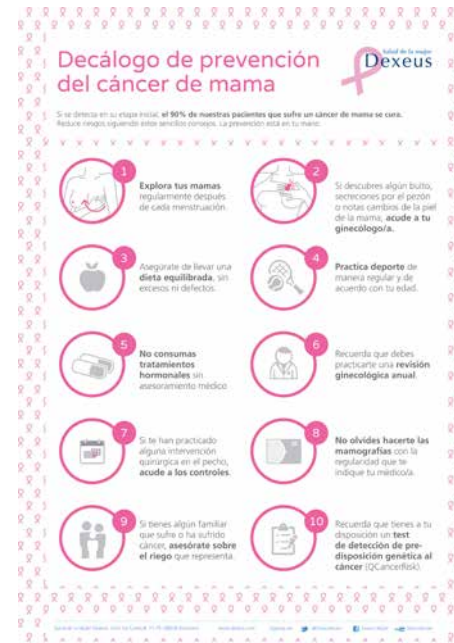 Decálogo de prevención
del cáncer de mama
Salud de la mujer
Dexeus
Si se detecta en su etapa inicial, el 90% de nuestras pacientes que sufre un cáncer de mama se cura.
Reduce riesgos siguiendo estos sencillos consejos. La prevención está en tu mano.
1
Explora tus mamas
regularmente después
de cada menstruación.
2
Si descubres algún bulto,
secreciones por el pezón
o notas cambios de la piel
de la mama, acude a tu
ginecólogo/a.
3
Asegúrate de llevar una
dieta equilibrada, sin
excesos ni defectos.
4
Practica deporte de
manera regular y de
acuerdo con tu edad.
5
No consumas
tratamientos
hormonales sin
asesoramiento médico
6
Recuerda que debes
practicarte una revisión
ginecológica anual.
7
Si te han practicado
alguna intervención
quirúrgica en el pecho,
acude a los controles.
8
No olvides hacerte las
mamografías con la
regularidad que te
indique tu médico/a.
9
Si tienes algún familiar
que sufre o ha sufrido
cáncer, asesórate sobre
el riego que representa.
10
Recuerda que tienes a tu
disposición un test
de detección de pre-
disposición genética al
cáncer (QCancerRisk).